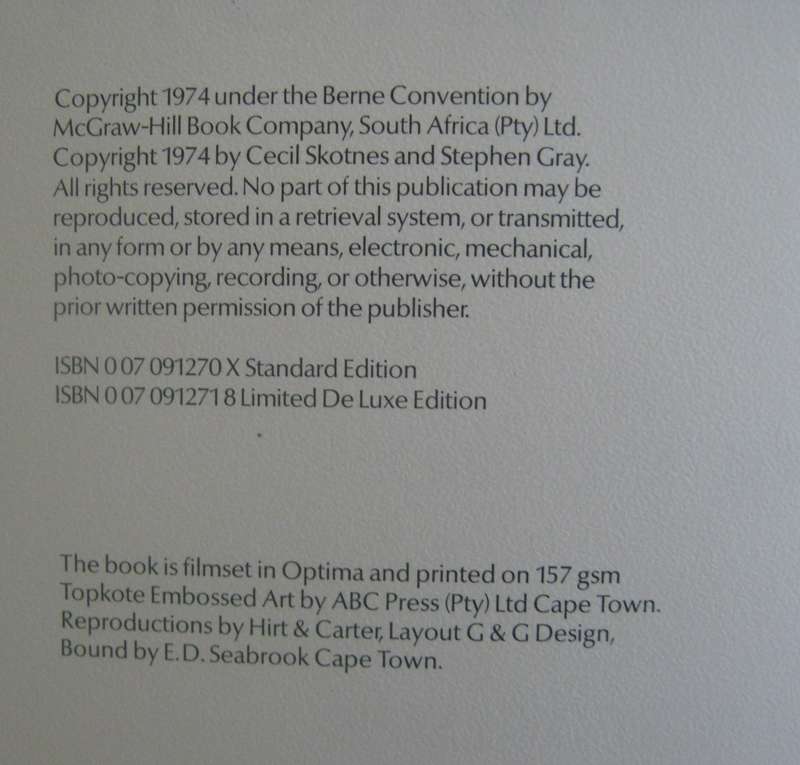 Copyright 1974 under the Berne Convention by
McGraw-Hill Book Company, South Africa (Pty) Ltd.
Copyright 1974 by Cecil Skotnes and Stephen Gray.
All rights reserved. No part of this publication may be
reproduced, stored in a retrieval system, or transmitted,
in any form or by any means, electronic, mechanical,
photo-copying, recording, or otherwise, without the
prior written permission of the publisher.
ISBN 0 07 091270 X Standard Edition
ISBN 0 07 091271 8 Limited De Luxe Edition
The book is filmset in Optima and printed on 157 gsm
Topkote Embossed Art by ABC Press (Pty) Ltd Cape Town.
Reproductions by Hirt & Carter, Layout G & G Design,
Bound by E.D. Seabrook Cape Town.